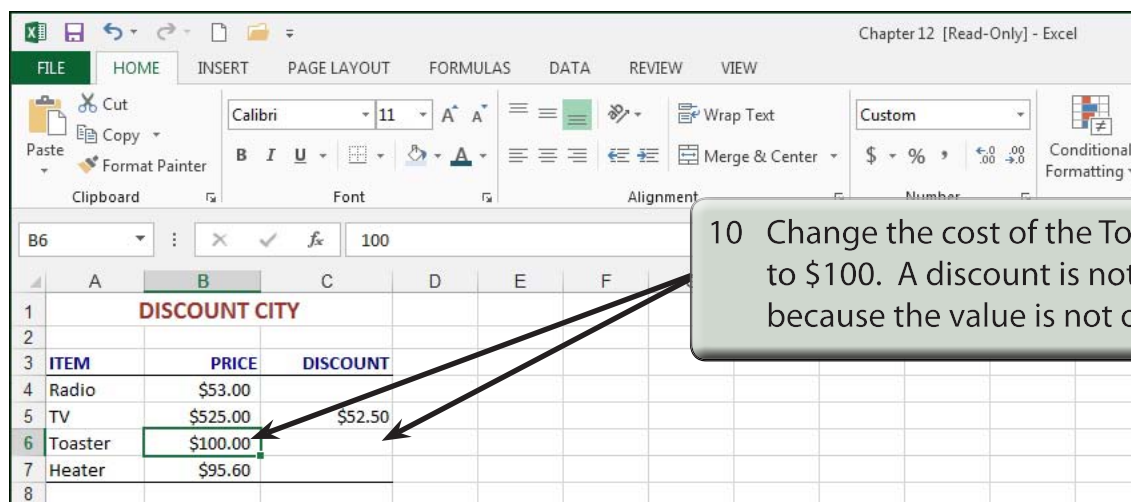 Chapter 12 [Read-Only] - Excel
FILE HOME INSERT PAGE LAYOUT FORMULAS DATA REVIEW VIEW
Cut
Copy
Format Painter
Paste
Clipboard
Calibri 11 A A
B I U A
Font
Wrap Text
Merge & Center
Alignment
Custom
$ % , .0 .00 .00 .0
Number
Conditional
Formatting
B6 fx 100
A B C D E F
1 DISCOUNT CITY
2
3 ITEM PRICE DISCOUNT
4 Radio $53.00
5 TV $525.00 $52.50
6 Toaster $100.00
7 Heater $95.60
8
10 Change the cost of the To
to $100. A discount is not
because the value is not